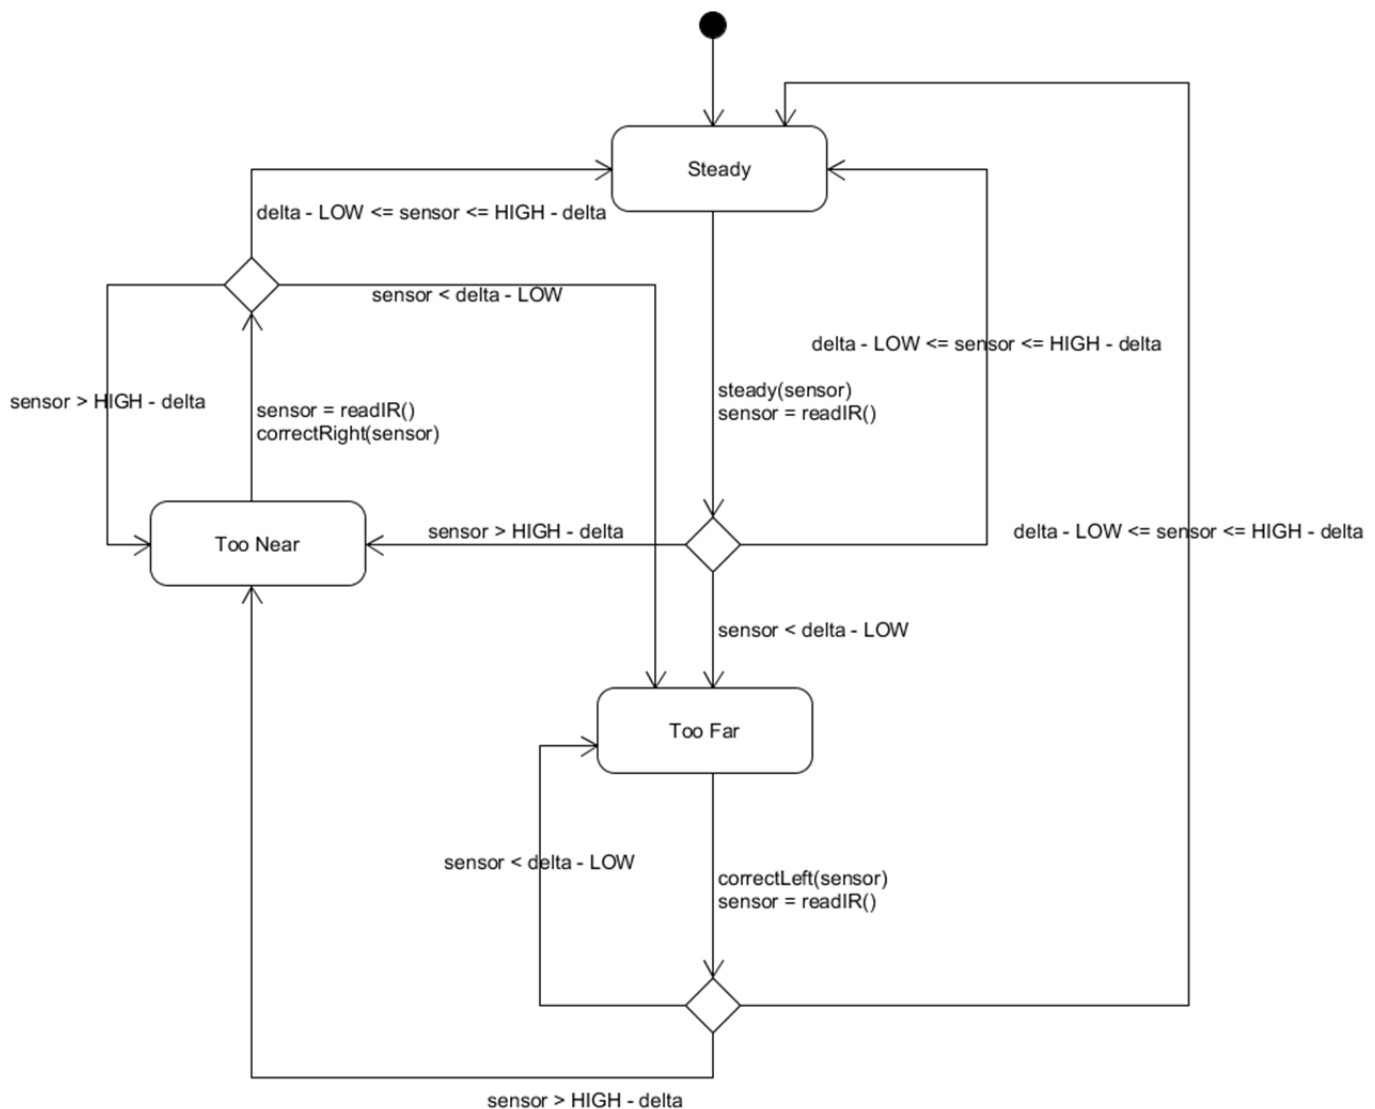 Steady
delta - LOW <= sensor <= HIGH - delta
sensor < delta - LOW
delta - LOW <= sensor <= HIGH - delta
sensor > HIGH - delta
steady(sensor)
sensor = readIR()
sensor = readIR()
correctRight(sensor)
sensor > HIGH - delta
delta - LOW <= sensor <= HIGH - delta
Too Near
sensor < delta - LOW
Too Far
sensor < delta - LOW
correctLeft(sensor)
sensor = readIR()
sensor > HIGH - delta